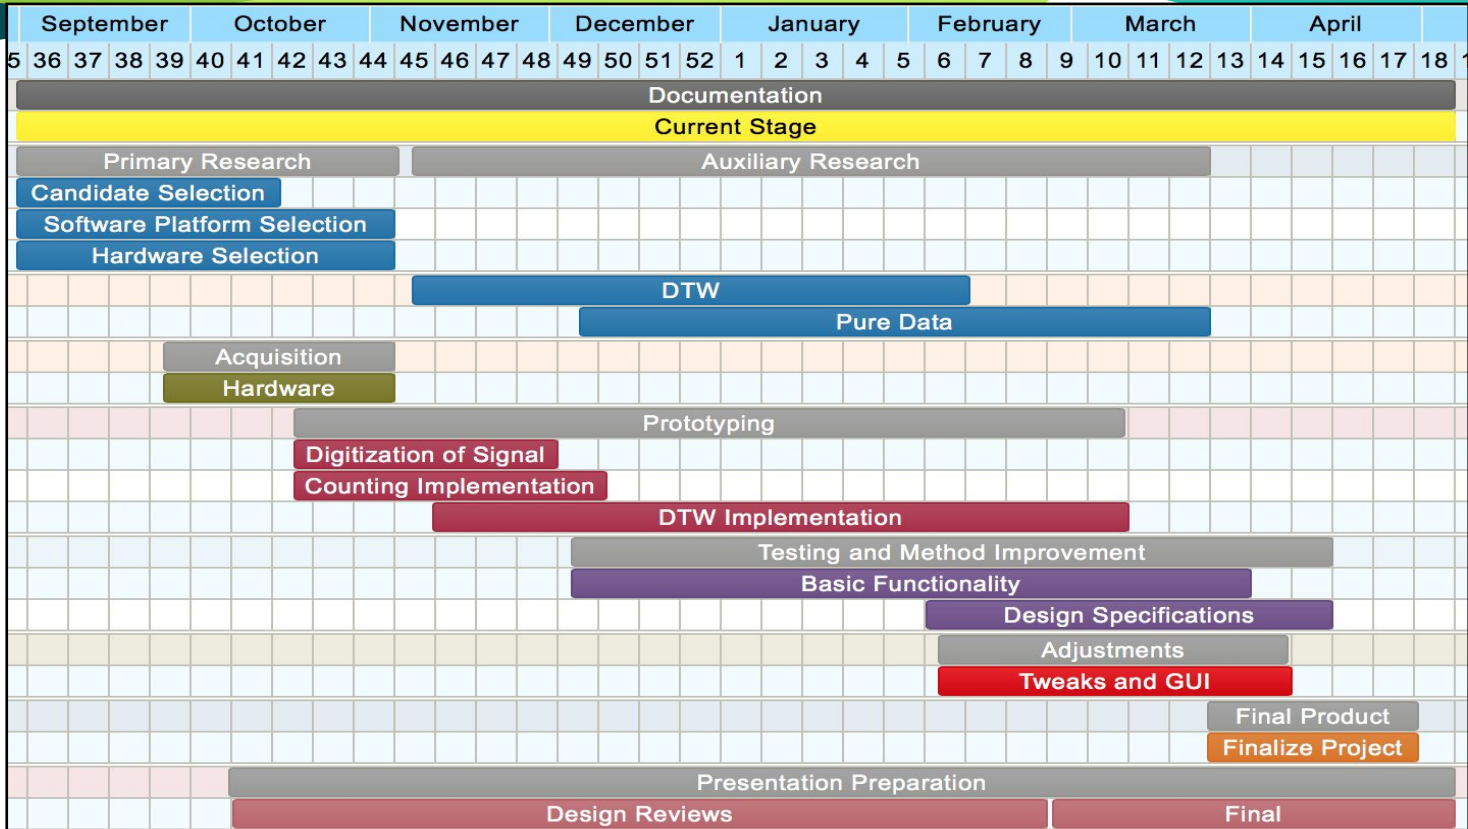 September October November December January February March April
5 36 37 38 39 40 41 42 43 44 45 46 47 48 49 50 51 52 1 2 3 4 5 6 7 8 9 10 11 12 13 14 15 16 17 18 1
Documentation
Current Stage
Primary Research Auxiliary Research
Candidate Selection
Software Platform Selection
Hardware Selection
DTW
Pure Data
Acquisition
Hardware
Prototyping
Digitization of Signal
Counting Implementation
DTW Implementation
Testing and Method Improvement
Basic Functionality
Design Specifications
Adjustments
Tweaks and GUI
Final Product
Finalize Project
Presentation Preparation
Design Reviews Final